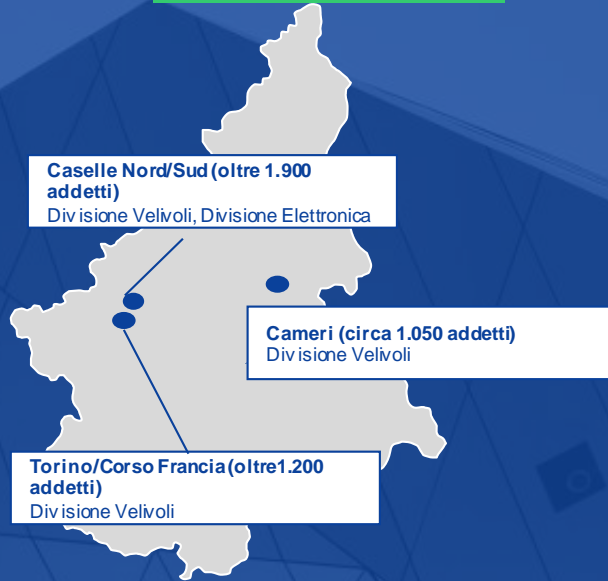 Caselle Nord/Sud (oltre 1.900
addetti)
Divisione Velivoli, Divisione Elettronica
Cameri (circa 1.050 addetti)
Divisione Velivoli
Torino/Corso Francia (oltre1.200
addetti)
Divisione Velivoli